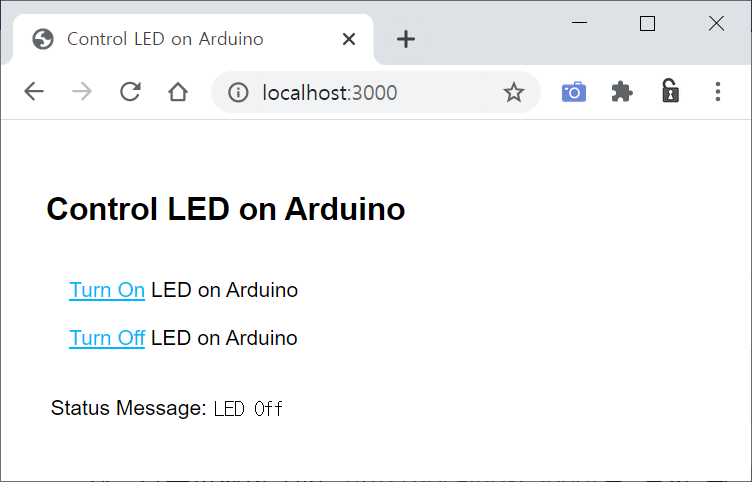 Control LED on Arduino
localhost:3000
Control LED on Arduino
Turn On LED on Arduino
Turn Off LED on Arduino
Status Message: LED Off